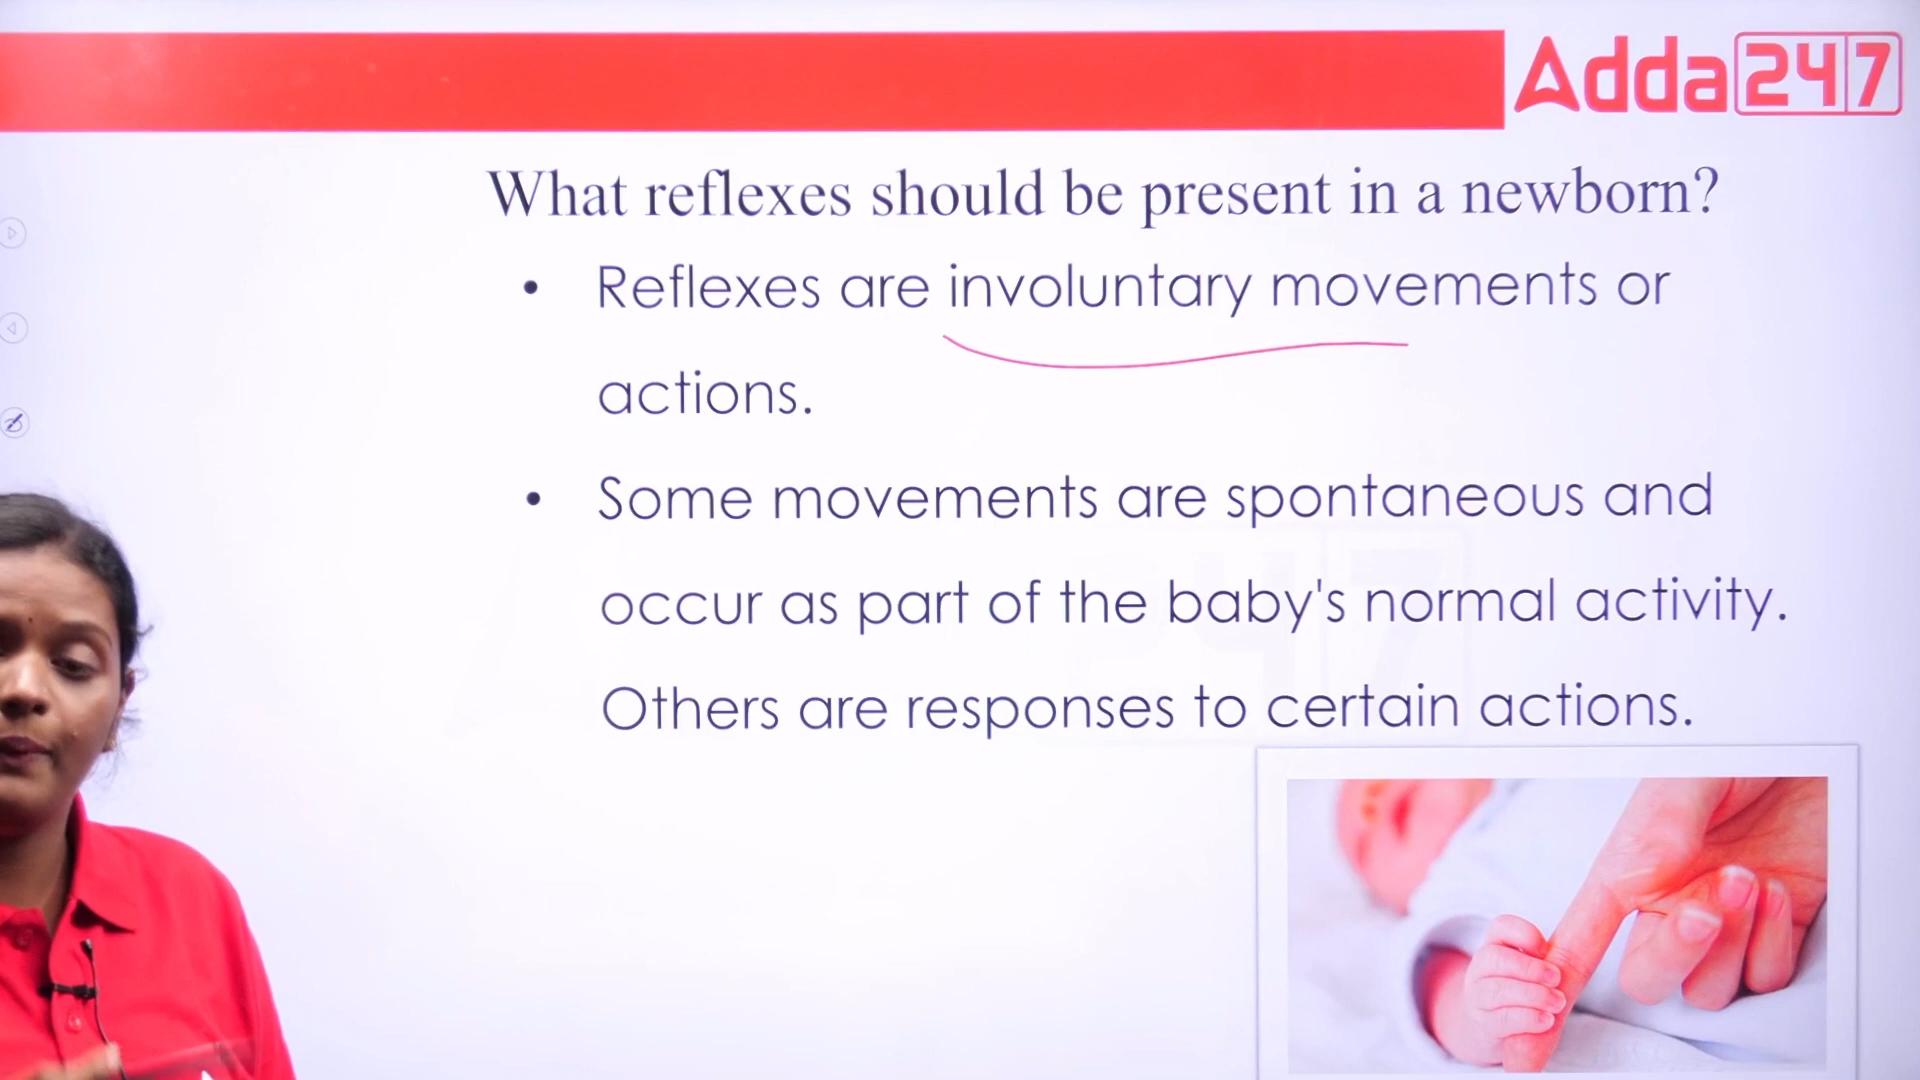 Adda247
What reflexes should be present in a newborn?
• Reflexes are involuntary movements or
actions.
• Some movements are spontaneous and
occur as part of the baby's normal activity.
Others are responses to certain actions.